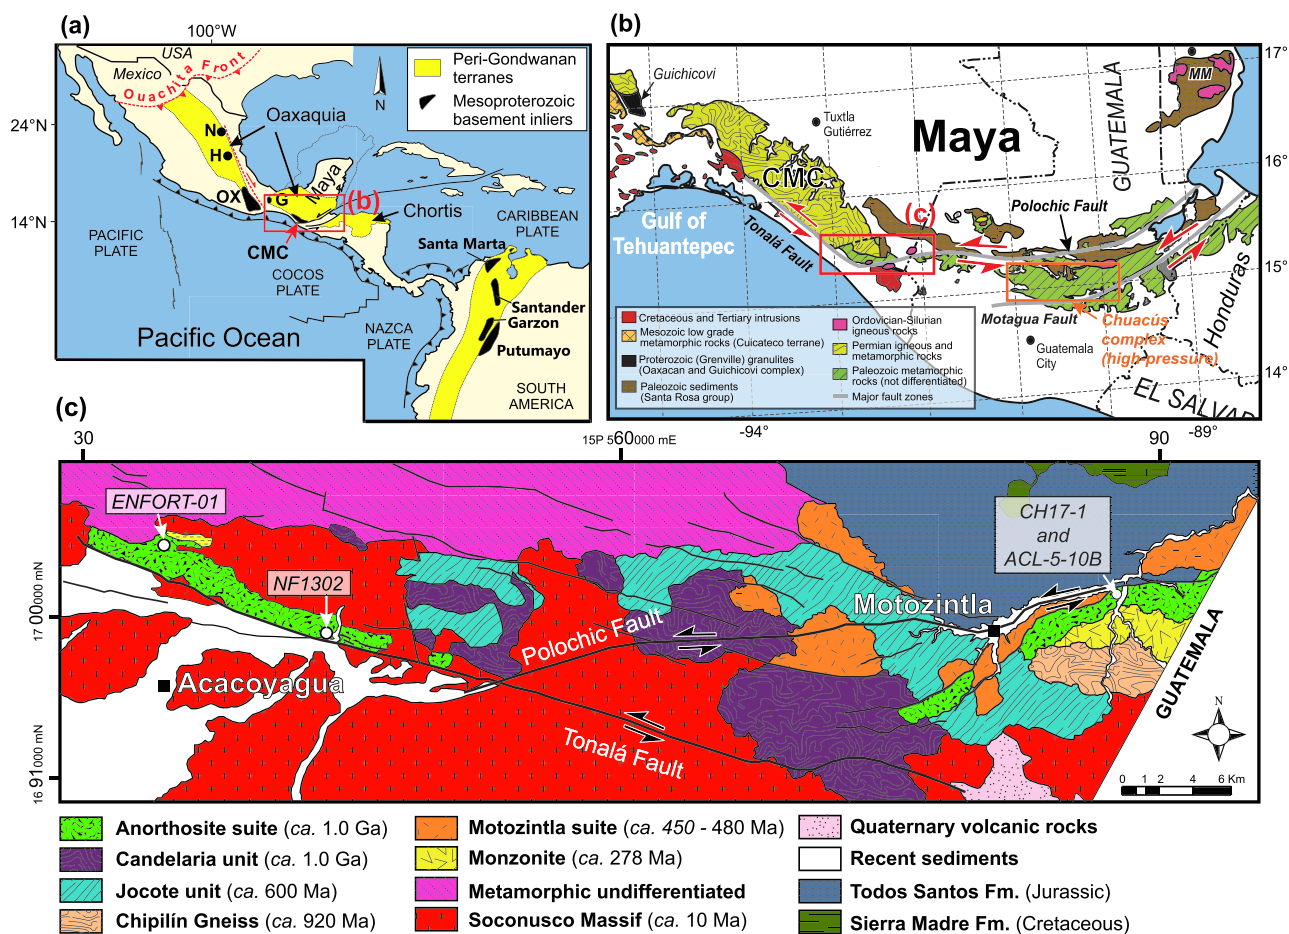 (a)
100°W
USA
Mexico
Ouachita Front
N
Peri-Gondwanan
terranes
Mesoproterozoic
basement inliers
24°N
14°N
N
H
OX
G
Oaxaquia
Maya
(b)
Chortis
CMC
PACIFIC
PLATE
COCOS
PLATE
CARIBBEAN
PLATE
NAZCA
PLATE
Santa Marta
Santander
Garzon
Putumayo
Pacific Ocean
SOUTH
AMERICA
(b)
Guichicovi
Tuxtla
Gutiérrez
Maya
GUATEMALA
MM
17°
16°
15°
14°
CMC
(c)
Polochic Fault
Gulf of
Tehuantepec
Tonalá Fault
Motagua Fault
Chuacús
complex
(high-pressure)
Guatemala
City
Honduras
EL SALVAR
Cretaceous and Tertiary intrusions
Mesozoic low grade
metamorphic rocks (Cuicateco terrane)
Proterozoic (Grenville) granulites
(Oaxacan and Guichicovi complex)
Paleozoic sediments
(Santa Rosa group)
Ordovician-Silurian
igneous rocks
Permian igneous and
metamorphic rocks
Paleozoic metamorphic
rocks (not differentiated)
Major fault zones
-94°
-89°
(c)
30
15P 560000 mE
90
1700000 mN
1691000 mN
ENFORT-01
NF1302
CH17-1
and
ACL-5-10B
Motozintla
Acacoyagua
Polochic Fault
Tonalá Fault
GUATEMALA
N
0 1 2 4 6 Km
Anorthosite suite (ca. 1.0 Ga)
Candelaria unit (ca. 1.0 Ga)
Jocote unit (ca. 600 Ma)
Chipilín Gneiss (ca. 920 Ma)
Motozintla suite (ca. 450 - 480 Ma)
Monzonite (ca. 278 Ma)
Metamorphic undifferentiated
Soconusco Massif (ca. 10 Ma)
Quaternary volcanic rocks
Recent sediments
Todos Santos Fm. (Jurassic)
Sierra Madre Fm. (Cretaceous)